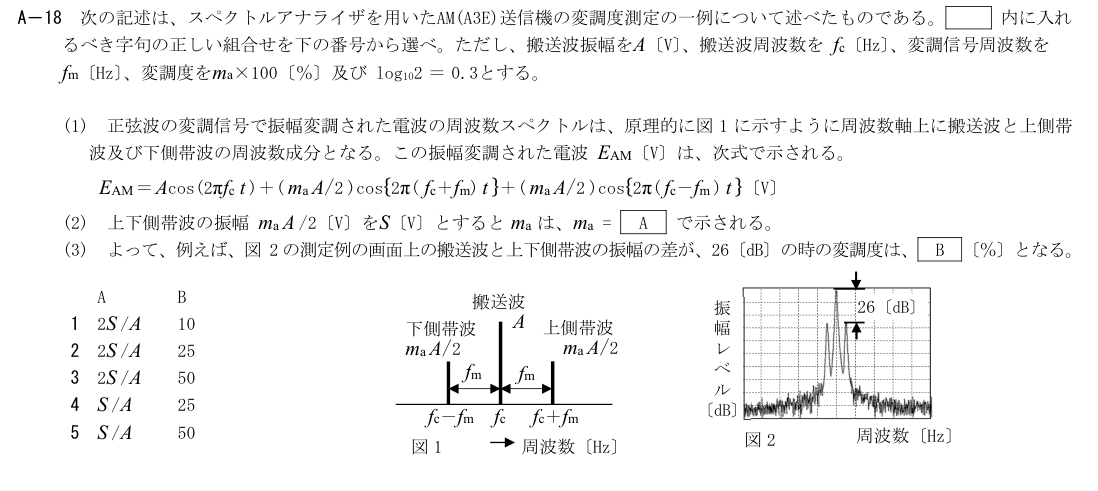 A－18 次の記述は、スペクトルアナライザを用いたAM(A3E)送信機の変調度測定の一例について述べたものである。 内に入れ
るべき字句の正しい組合せを下の番号から選べ。ただし、搬送波振幅をA〔V〕、搬送波周波数を fc〔Hz〕、変調信号周波数を
fm〔Hz〕、変調度をma×100〔%〕及び log₁₀2 = 0.3とする。
(1) 正弦波の変調信号で振幅変調された電波の周波数スペクトルは、原理的に図 1 に示すように周波数軸上に搬送波と上側帯
波及び下側帯波の周波数成分となる。この振幅変調された電波 EAM〔V〕は、次式で示される。
EAM＝Acos(2πfc t)＋(maA/2)cos{2π(fc+fm) t}＋(maA/2)cos{2π(fc−fm) t}〔V〕
(2) 上下側帯波の振幅 maA/2〔V〕をS〔V〕とすると ma は、ma = A で示される。
(3) よって、例えば、図 2 の測定例の画面上の搬送波と上下側帯波の振幅の差が、26〔dB〕の時の変調度は、 B 〔%〕となる。
A B
1 2S/A 10
2 2S/A 25
3 2S/A 50
4 S/A 25
5 S/A 50
搬送波
A
下側帯波
maA/2
上側帯波
maA/2
fm fm
fc−fm fc fc＋fm
図 1 → 周波数〔Hz〕
振幅レベル〔dB〕
26〔dB〕
図 2 周波数〔Hz〕